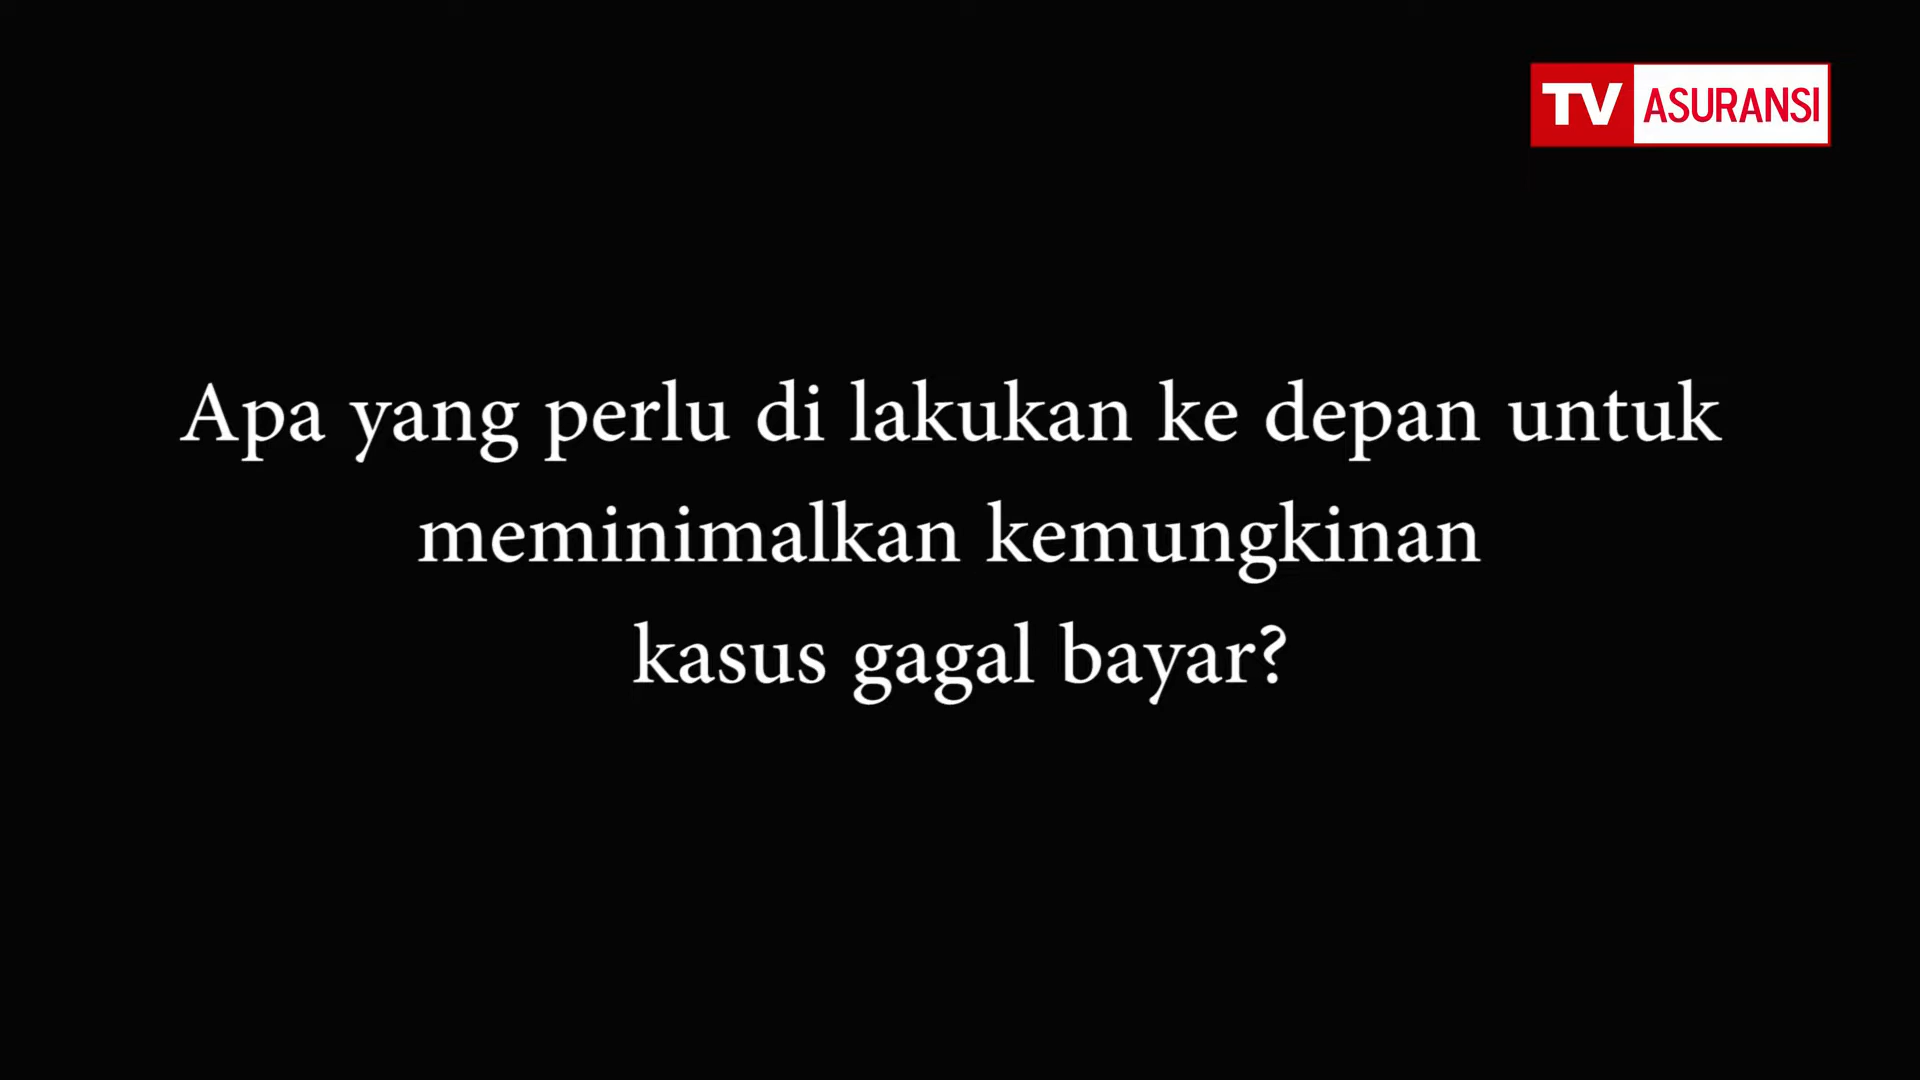 TV ASURANSI
Apa yang perlu di lakukan ke depan untuk
meminimalkan kemungkinan
kasus gagal bayar?